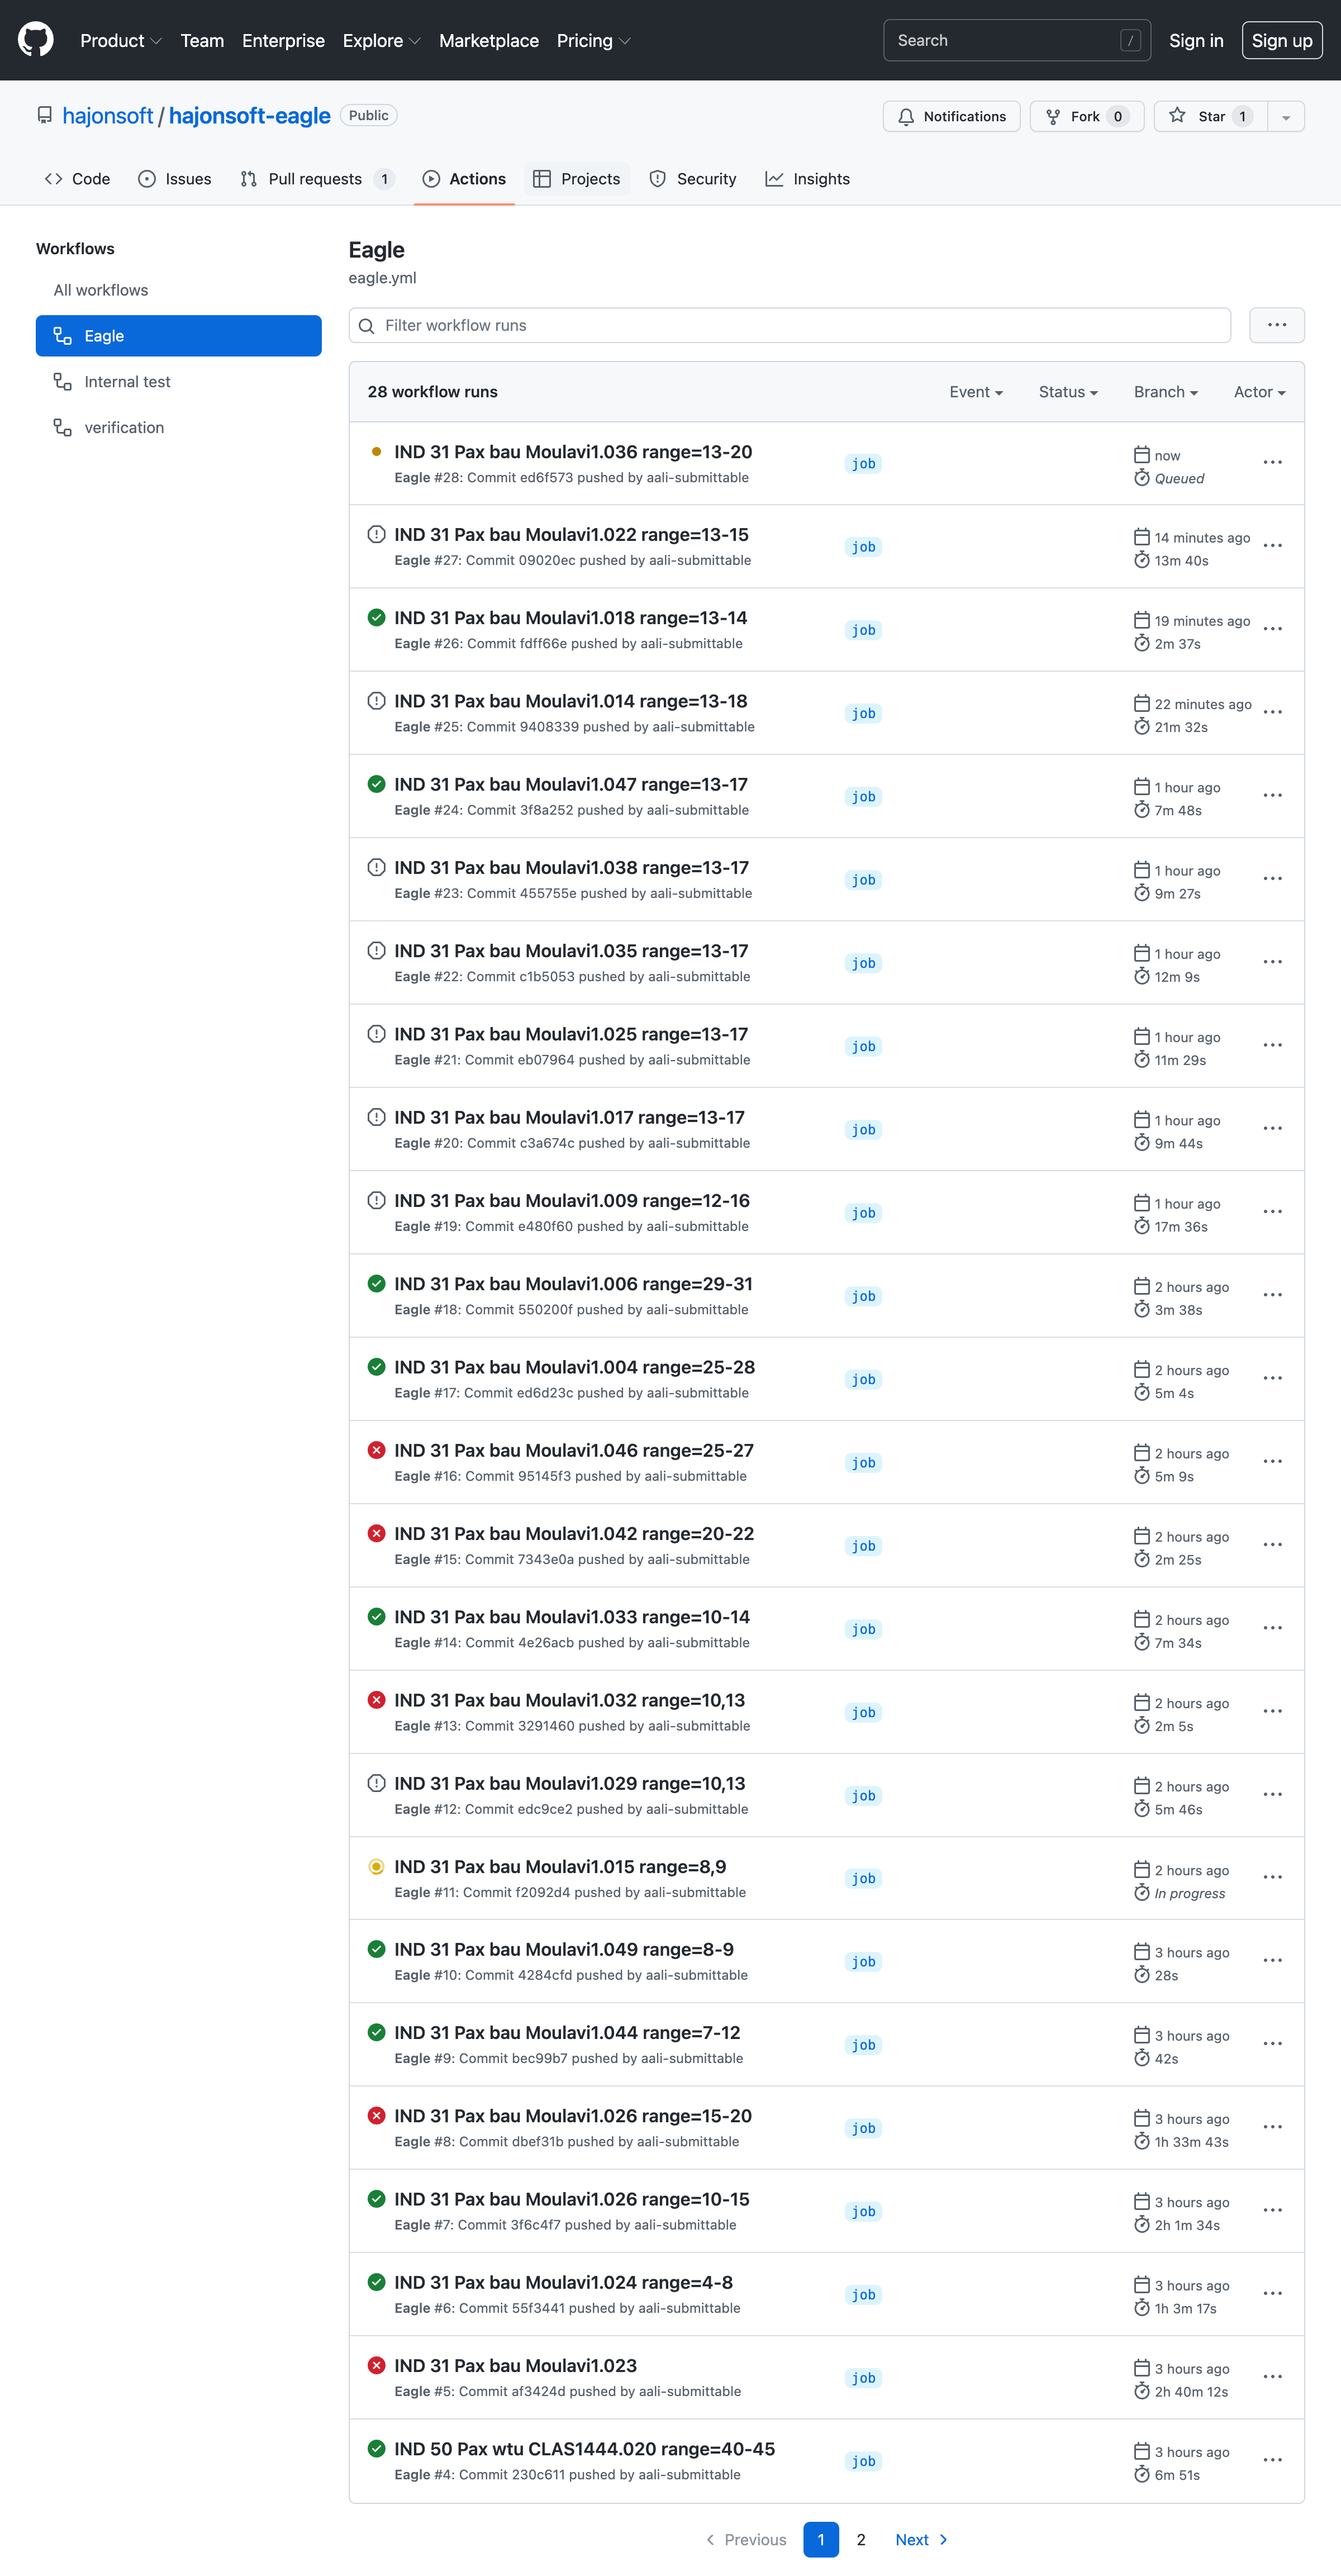 Product Team Enterprise Explore Marketplace Pricing Search / Sign in Sign up
hajonsoft / hajonsoft-eagle Public Notifications Fork 0 Star 1
Code Issues Pull requests 1 Actions Projects Security Insights
Workflows
All workflows
Eagle
Internal test
verification
Eagle
eagle.yml
Filter workflow runs
28 workflow runs Event Status Branch Actor
IND 31 Pax bau Moulavi1.036 range=13-20
Eagle #28: Commit ed6f573 pushed by aali-submittable
job
now
Queued
IND 31 Pax bau Moulavi1.022 range=13-15
Eagle #27: Commit 09020ec pushed by aali-submittable
job
14 minutes ago
13m 40s
IND 31 Pax bau Moulavi1.018 range=13-14
Eagle #26: Commit fdff66e pushed by aali-submittable
job
19 minutes ago
2m 37s
IND 31 Pax bau Moulavi1.014 range=13-18
Eagle #25: Commit 9408339 pushed by aali-submittable
job
22 minutes ago
21m 32s
IND 31 Pax bau Moulavi1.047 range=13-17
Eagle #24: Commit 3f8a252 pushed by aali-submittable
job
1 hour ago
7m 48s
IND 31 Pax bau Moulavi1.038 range=13-17
Eagle #23: Commit 455755e pushed by aali-submittable
job
1 hour ago
9m 27s
IND 31 Pax bau Moulavi1.035 range=13-17
Eagle #22: Commit c1b5053 pushed by aali-submittable
job
1 hour ago
12m 9s
IND 31 Pax bau Moulavi1.025 range=13-17
Eagle #21: Commit eb07964 pushed by aali-submittable
job
1 hour ago
11m 29s
IND 31 Pax bau Moulavi1.017 range=13-17
Eagle #20: Commit c3a674c pushed by aali-submittable
job
1 hour ago
9m 44s
IND 31 Pax bau Moulavi1.009 range=12-16
Eagle #19: Commit e480f60 pushed by aali-submittable
job
1 hour ago
17m 36s
IND 31 Pax bau Moulavi1.006 range=29-31
Eagle #18: Commit 550200f pushed by aali-submittable
job
2 hours ago
3m 38s
IND 31 Pax bau Moulavi1.004 range=25-28
Eagle #17: Commit ed6d23c pushed by aali-submittable
job
2 hours ago
5m 4s
IND 31 Pax bau Moulavi1.046 range=25-27
Eagle #16: Commit 95145f3 pushed by aali-submittable
job
2 hours ago
5m 9s
IND 31 Pax bau Moulavi1.042 range=20-22
Eagle #15: Commit 7343e0a pushed by aali-submittable
job
2 hours ago
2m 25s
IND 31 Pax bau Moulavi1.033 range=10-14
Eagle #14: Commit 4e26acb pushed by aali-submittable
job
2 hours ago
7m 34s
IND 31 Pax bau Moulavi1.032 range=10,13
Eagle #13: Commit 3291460 pushed by aali-submittable
job
2 hours ago
2m 5s
IND 31 Pax bau Moulavi1.029 range=10,13
Eagle #12: Commit edc9ce2 pushed by aali-submittable
job
2 hours ago
5m 46s
IND 31 Pax bau Moulavi1.015 range=8,9
Eagle #11: Commit f2092d4 pushed by aali-submittable
job
2 hours ago
In progress
IND 31 Pax bau Moulavi1.049 range=8-9
Eagle #10: Commit 4284cfd pushed by aali-submittable
job
3 hours ago
28s
IND 31 Pax bau Moulavi1.044 range=7-12
Eagle #9: Commit bec99b7 pushed by aali-submittable
job
3 hours ago
42s
IND 31 Pax bau Moulavi1.026 range=15-20
Eagle #8: Commit dbef31b pushed by aali-submittable
job
3 hours ago
1h 33m 43s
IND 31 Pax bau Moulavi1.026 range=10-15
Eagle #7: Commit 3f6c4f7 pushed by aali-submittable
job
3 hours ago
2h 1m 34s
IND 31 Pax bau Moulavi1.024 range=4-8
Eagle #6: Commit 55f3441 pushed by aali-submittable
job
3 hours ago
1h 3m 17s
IND 31 Pax bau Moulavi1.023
Eagle #5: Commit af3424d pushed by aali-submittable
job
3 hours ago
2h 40m 12s
IND 50 Pax wtu CLAS1444.020 range=40-45
Eagle #4: Commit 230c611 pushed by aali-submittable
job
3 hours ago
6m 51s
Previous 1 2 Next